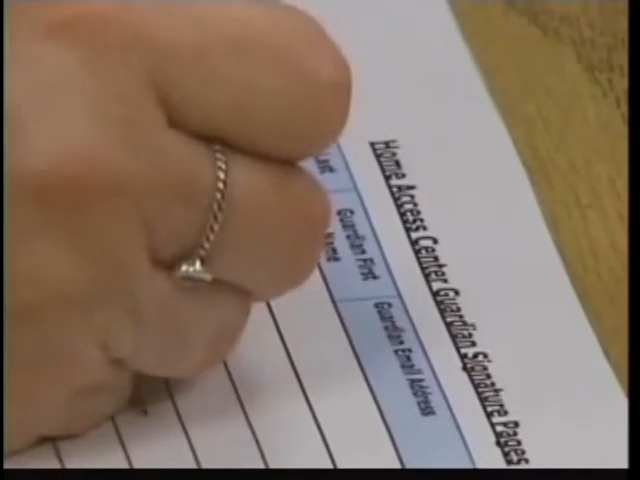 Home Access Center Guardian Signature Pages
Last
Guardian First
Name
Guardian Email Address